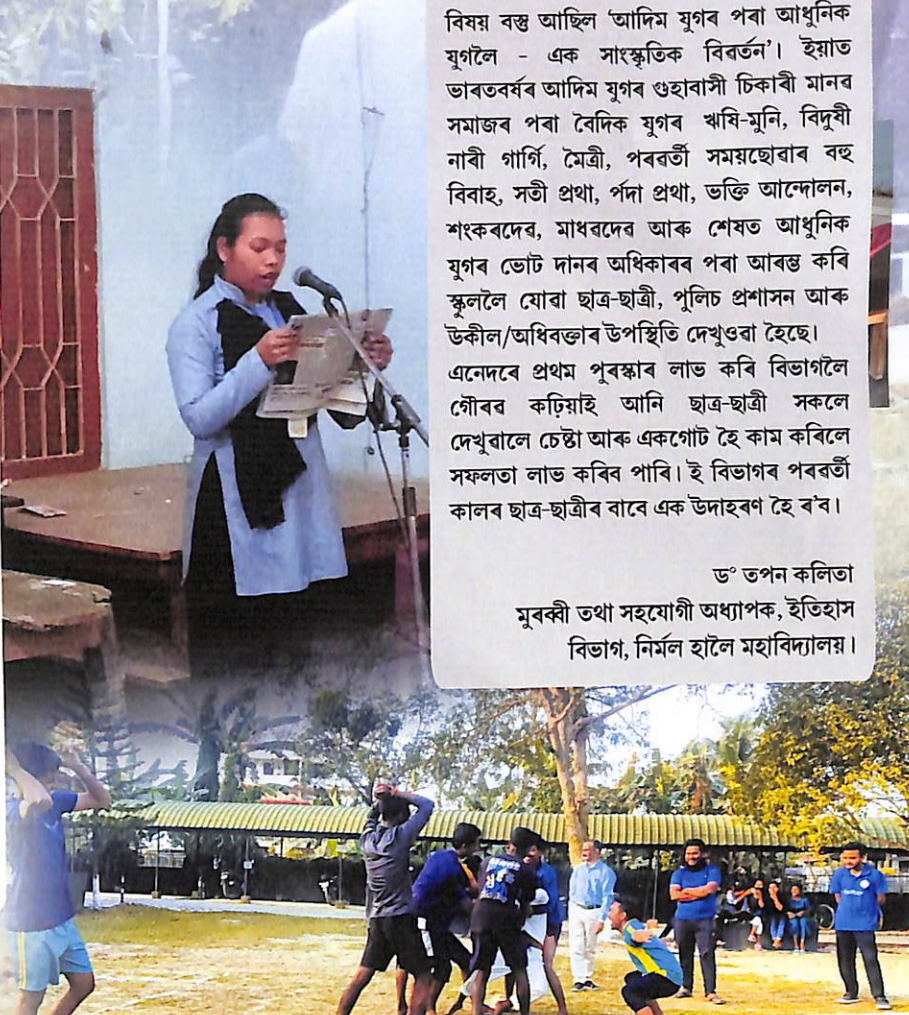 বিষয় বস্তু আছিল ‘আদিম যুগৰ পৰা আধুনিক
যুগলৈ - এক সাংস্কৃতিক বিৱৰ্তন’। ইয়াত
ভাৰতবৰ্ষৰ আদিম যুগৰ গুহাবাসী চিকাৰী মানৱ
সমাজৰ পৰা বৈদিক যুগৰ ঋষি-মুনি, বিদুষী
নাৰী গাৰ্গি, মৈত্ৰী, পৰৱৰ্তী সময়ছোৱাৰ বহু
বিবাহ, সতী প্ৰথা, পৰ্দা প্ৰথা, ভক্তি আন্দোলন,
শংকৰদেৱ, মাধৱদেৱ আৰু শেষত আধুনিক
যুগৰ ভোট দানৰ অধিকাৰৰ পৰা আৰম্ভ কৰি
স্কুললৈ যোৱা ছাত্ৰ-ছাত্ৰী, পুলিচ প্ৰশাসন আৰু
উকীল/অধিবক্তাৰ উপস্থিতি দেখুওৱা হৈছে।
এনেদৰে প্ৰথম পুৰস্কাৰ লাভ কৰি বিভাগলৈ
গৌৰৱ কঢ়িয়াই আনি ছাত্ৰ-ছাত্ৰী সকলে
দেখুৱালে চেষ্টা আৰু একগোট হৈ কাম কৰিলে
সফলতা লাভ কৰিব পাৰি। ই বিভাগৰ পৰৱৰ্তী
কালৰ ছাত্ৰ-ছাত্ৰীৰ বাবে এক উদাহৰণ হৈ ৰ’ব।
ড° তপন কলিতা
মুৰব্বী তথা সহযোগী অধ্যাপক, ইতিহাস
বিভাগ, নিৰ্মল হালৈ মহাবিদ্যালয়।